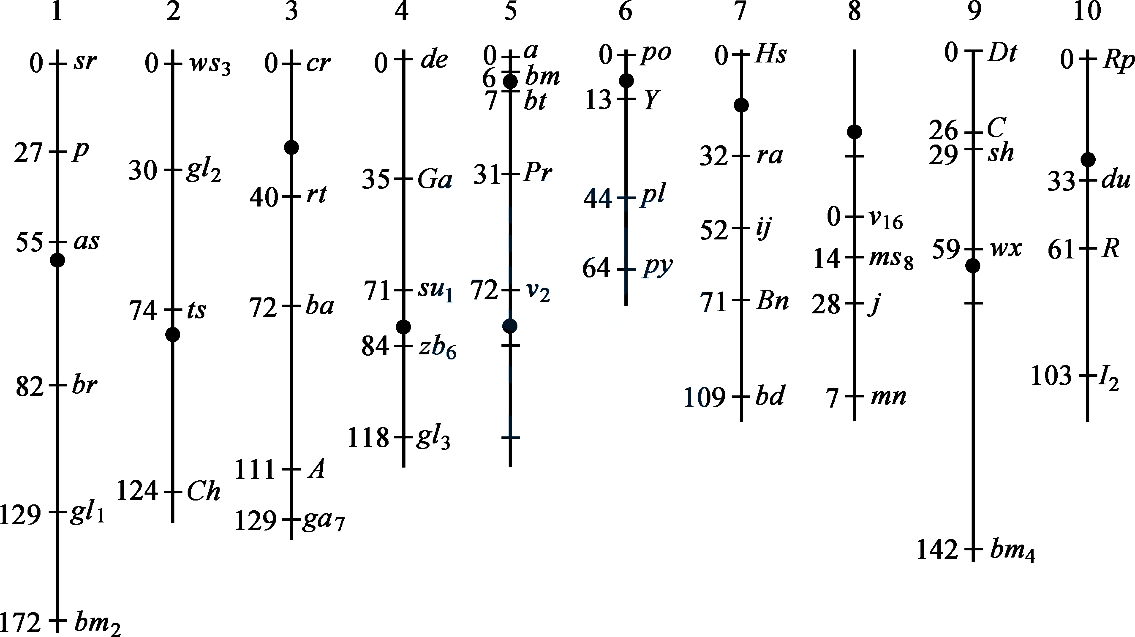 1 2 3 4 5 6 7 8 9 10
0 sr
27 p
55 as
82 br
129 gl1
172 bm2
0 ws3
30 gl2
74 ts
124 Ch
0 cr
40 rt
72 ba
111 A
129 ga7
0 de
35 Ga
71 su1
84 zb6
118 gl3
0 a
6 bm
7 bt
31 Pr
72 v2
0 po
13 Y
44 pl
64 py
0 Hs
32 ra
52 ij
71 Bn
109 bd
0 v16
14 ms8
28 j
7 mn
0 Dt
26 C
29 sh
59 wx
142 bm4
0 Rp
33 du
61 R
103 I2